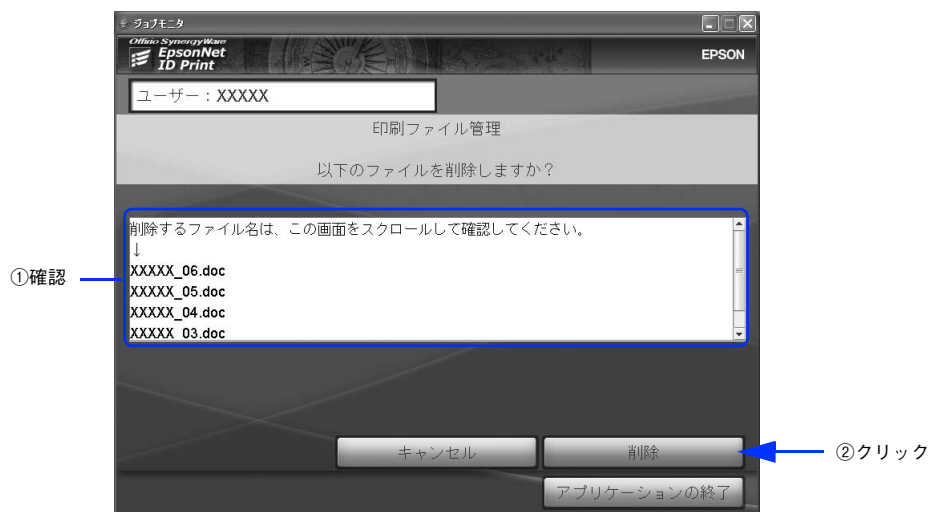 ジョブモニタ
Offirio SynergyWare
EpsonNet
ID Print
EPSON
ユーザー：XXXXX
印刷ファイル管理
以下のファイルを削除しますか？
削除するファイル名は、この画面をスクロールして確認してください。
↓
XXXXX_06.doc
XXXXX_05.doc
XXXXX_04.doc
XXXXX_03.doc
①確認
キャンセル
削除
②クリック
アプリケーションの終了